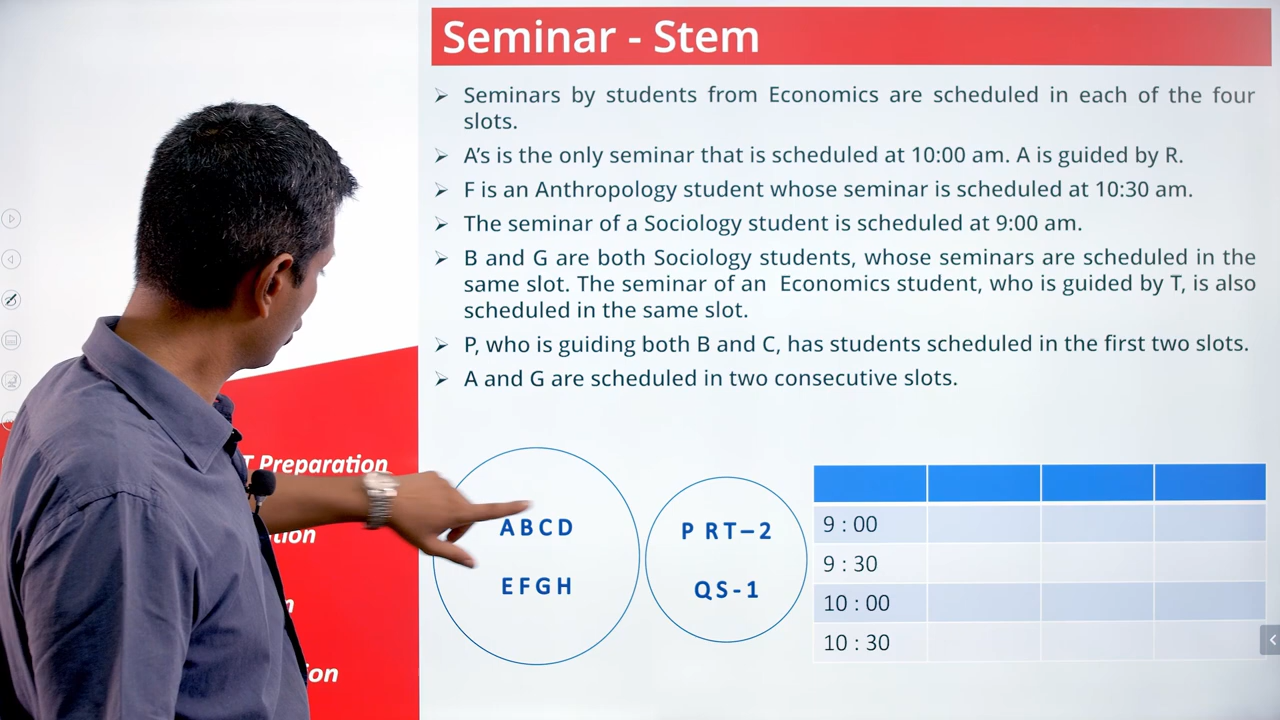 Seminar - Stem
➢ Seminars by students from Economics are scheduled in each of the four
slots.
➢ A’s is the only seminar that is scheduled at 10:00 am. A is guided by R.
➢ F is an Anthropology student whose seminar is scheduled at 10:30 am.
➢ The seminar of a Sociology student is scheduled at 9:00 am.
➢ B and G are both Sociology students, whose seminars are scheduled in the
same slot. The seminar of an Economics student, who is guided by T, is also
scheduled in the same slot.
➢ P, who is guiding both B and C, has students scheduled in the first two slots.
➢ A and G are scheduled in two consecutive slots.
Preparation
A B C D
E F G H
P R T – 2
Q S - 1
9 : 00
9 : 30
10 : 00
10 : 30